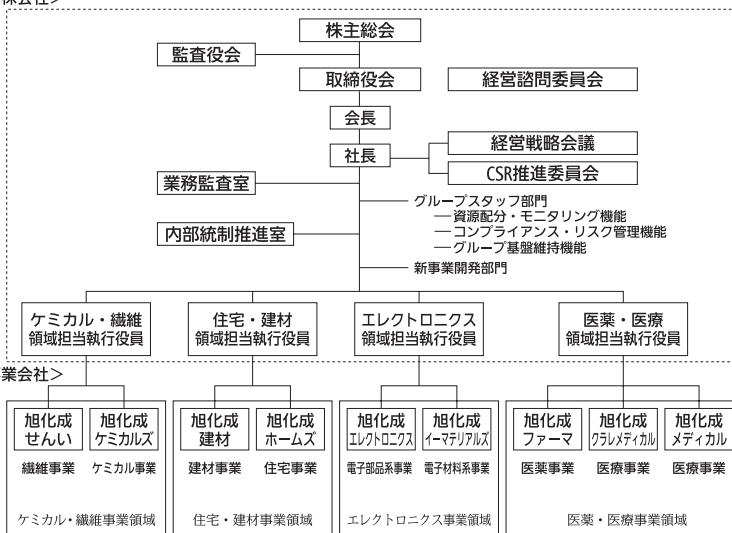 株会社＞
株主総会
監査役会
取締役会
経営諮問委員会
会長
社長
経営戦略会議
CSR推進委員会
業務監査室
グループスタッフ部門
資源配分・モニタリング機能
コンプライアンス・リスク管理機能
グループ基盤維持機能
内部統制推進室
新事業開発部門
ケミカル・繊維
領域担当執行役員
住宅・建材
領域担当執行役員
エレクトロニクス
領域担当執行役員
医薬・医療
領域担当執行役員
業会社＞
旭化成
せんい
繊維事業
旭化成
ケミカルズ
ケミカル事業
ケミカル・繊維事業領域
旭化成
建材
建材事業
旭化成
ホームズ
住宅事業
住宅・建材事業領域
旭化成
エレクトロニクス
電子部品系事業
旭化成
イーマテリアルズ
電子材料系事業
エレクトロニクス事業領域
旭化成
ファーマ
医薬事業
旭化成
クラレメディカル
医療事業
旭化成
メディカル
医療事業
医薬・医療事業領域